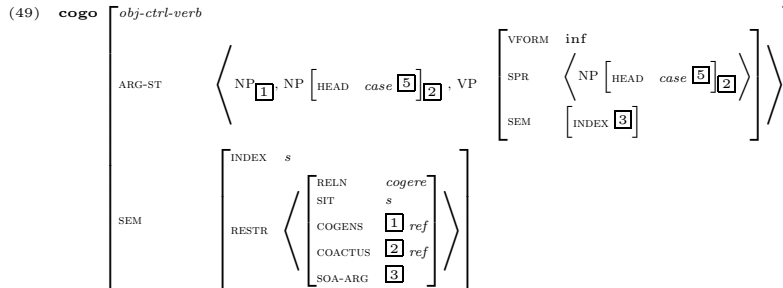 (49) cogo obj-ctrl-verb
ARG-ST NP 1, NP [HEAD case 5] 2, VP
VFORM inf
SPR NP [HEAD case 5] 2
SEM [INDEX 3]
SEM
INDEX s
RESTR
RELN cogere
SIT s
COGENS 1 ref
COACTUS 2 ref
SOA-ARG 3